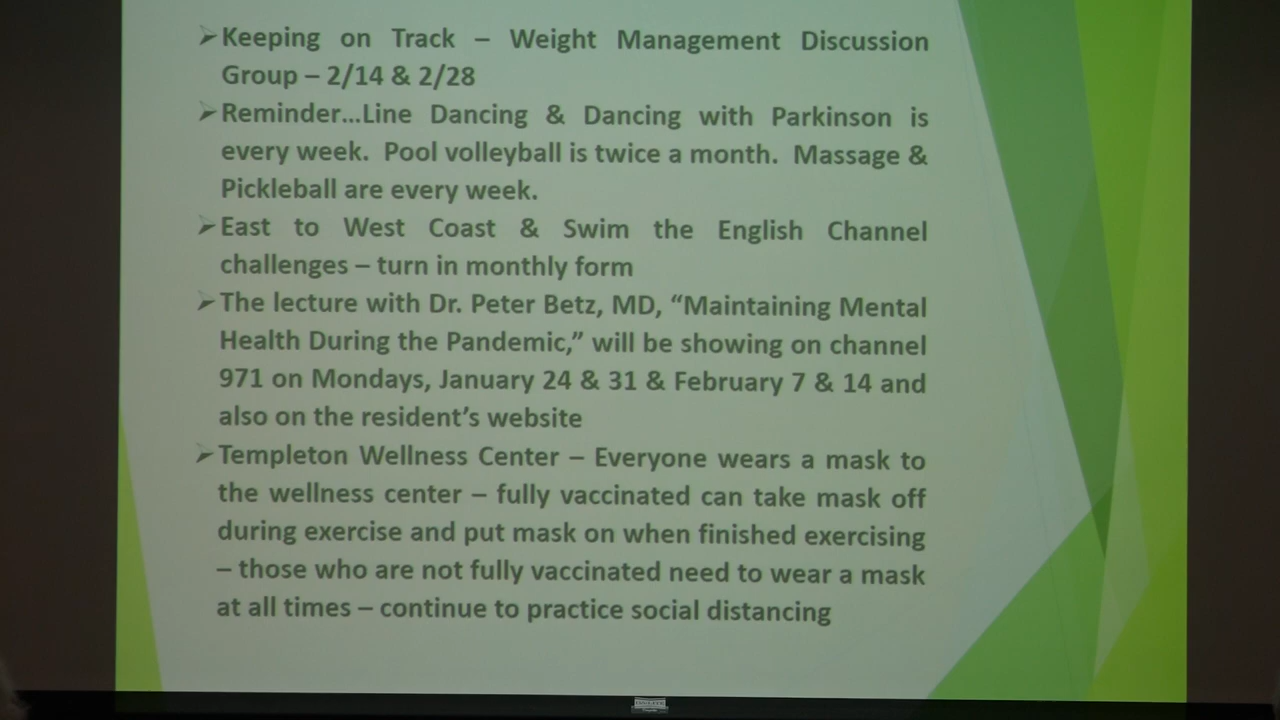 ➢Keeping on Track – Weight Management Discussion
Group – 2/14 & 2/28
➢Reminder...Line Dancing & Dancing with Parkinson is
every week. Pool volleyball is twice a month. Massage &
Pickleball are every week.
➢East to West Coast & Swim the English Channel
challenges – turn in monthly form
➢The lecture with Dr. Peter Betz, MD, “Maintaining Mental
Health During the Pandemic,” will be showing on channel
971 on Mondays, January 24 & 31 & February 7 & 14 and
also on the resident’s website
➢Templeton Wellness Center – Everyone wears a mask to
the wellness center – fully vaccinated can take mask off
during exercise and put mask on when finished exercising
– those who are not fully vaccinated need to wear a mask
at all times – continue to practice social distancing